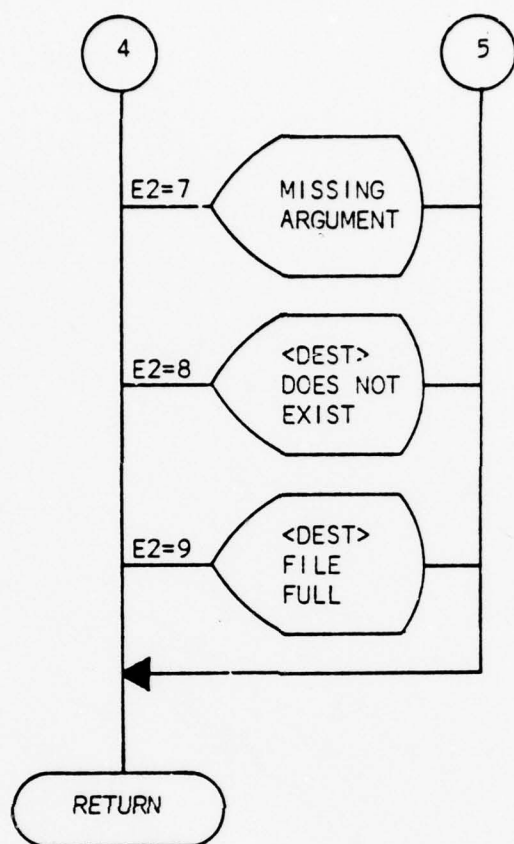 4
5
E2=7
MISSING
ARGUMENT
E2=8
<DEST>
DOES NOT
EXIST
E2=9
<DEST>
FILE
FULL
RETURN